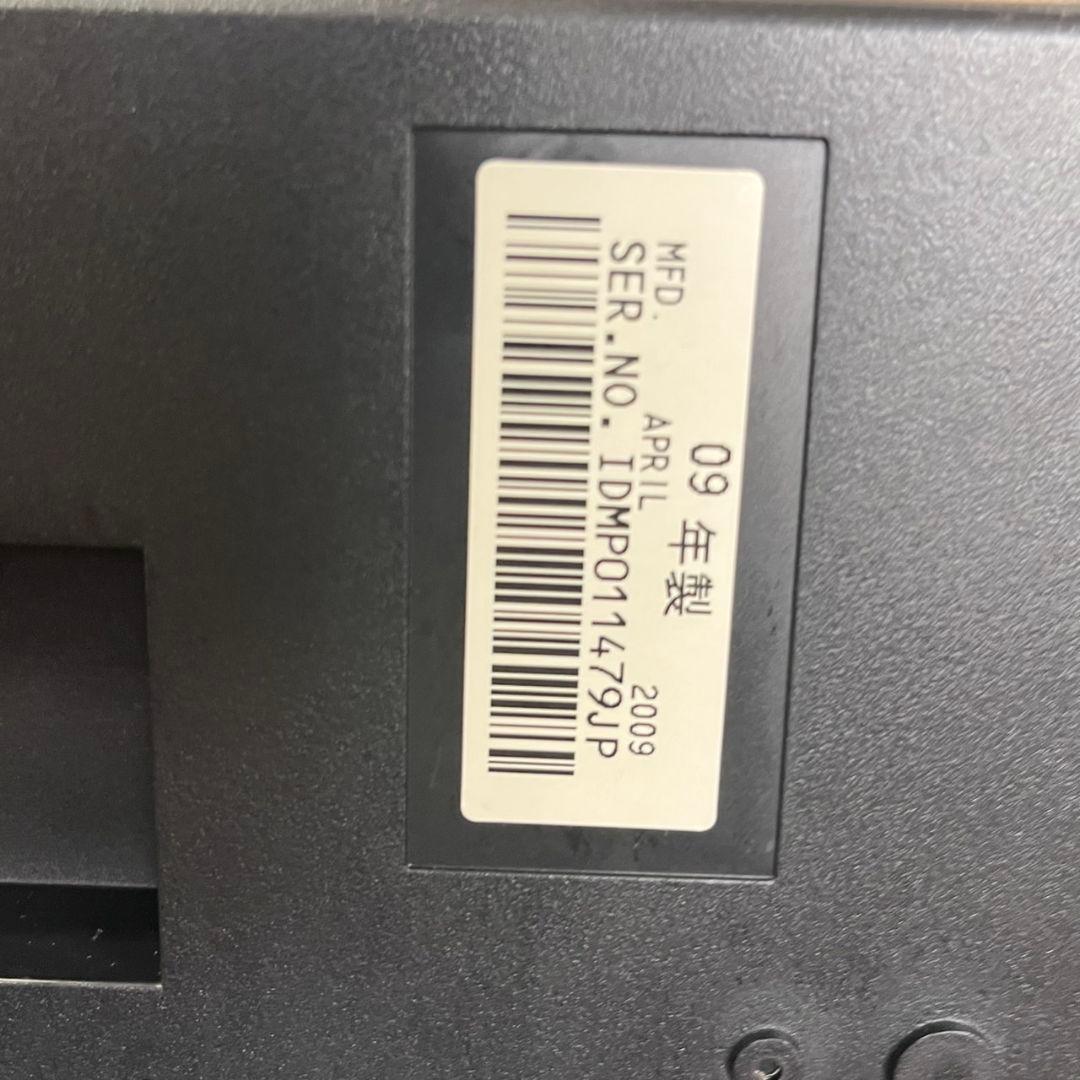 09 年製
MFD. APRIL 2009
SER.NO. IDMP011479JP